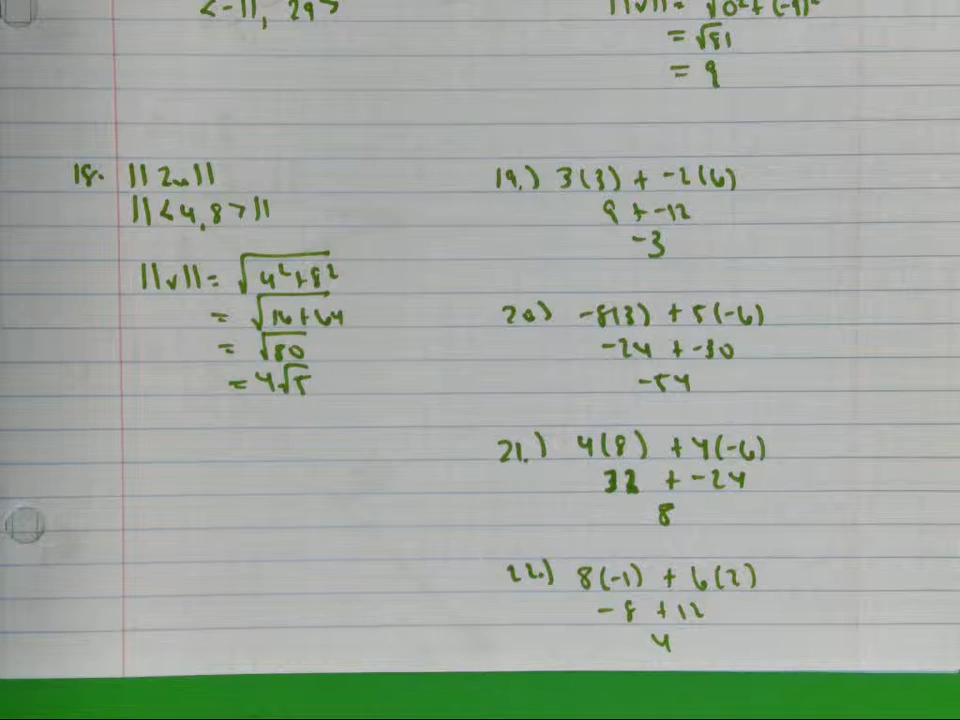 <-11, 29>
||v|| = √0²+(-9)²
= √81
= 9
18. ||2u||
||<4,8>||
||v|| = √4²+8²
= √16+64
= √80
= 4√5
19.) 3(3) + -2(6)
9 + -12
-3
20) -8(3) + 5(-6)
-24 + -30
-54
21.) 4(8) + 4(-6)
32 + -24
8
22.) 8(-1) + 6(2)
-8 + 12
4